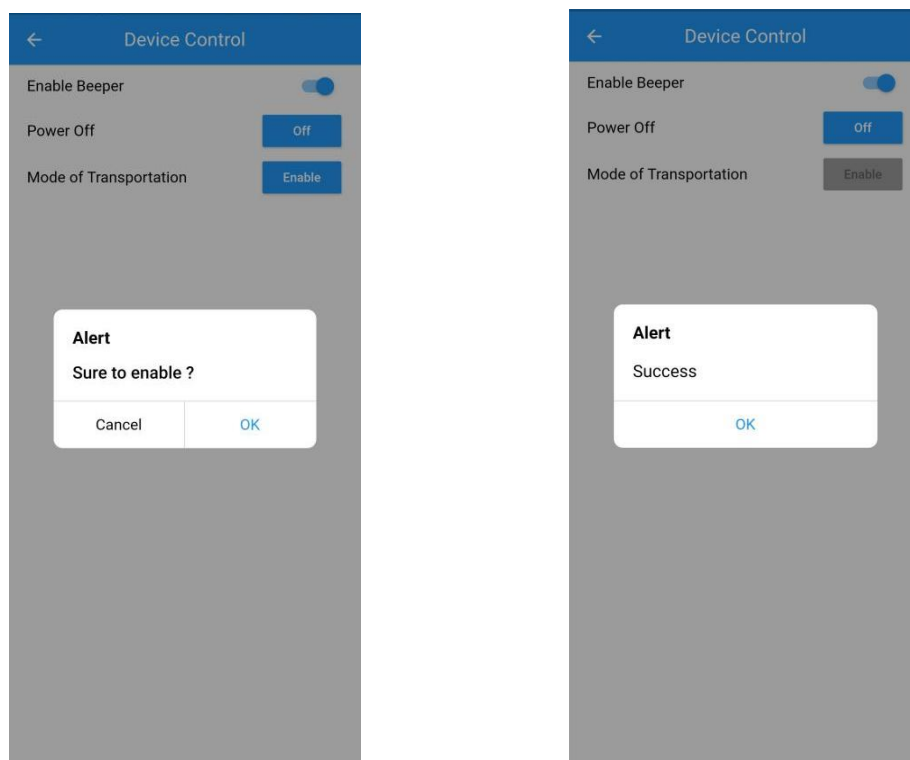 Device Control
Enable Beeper
Power Off
Off
Mode of Transportation
Enable
Alert
Sure to enable ?
Cancel
OK
Device Control
Enable Beeper
Power Off
Off
Mode of Transportation
Enable
Alert
Success
OK